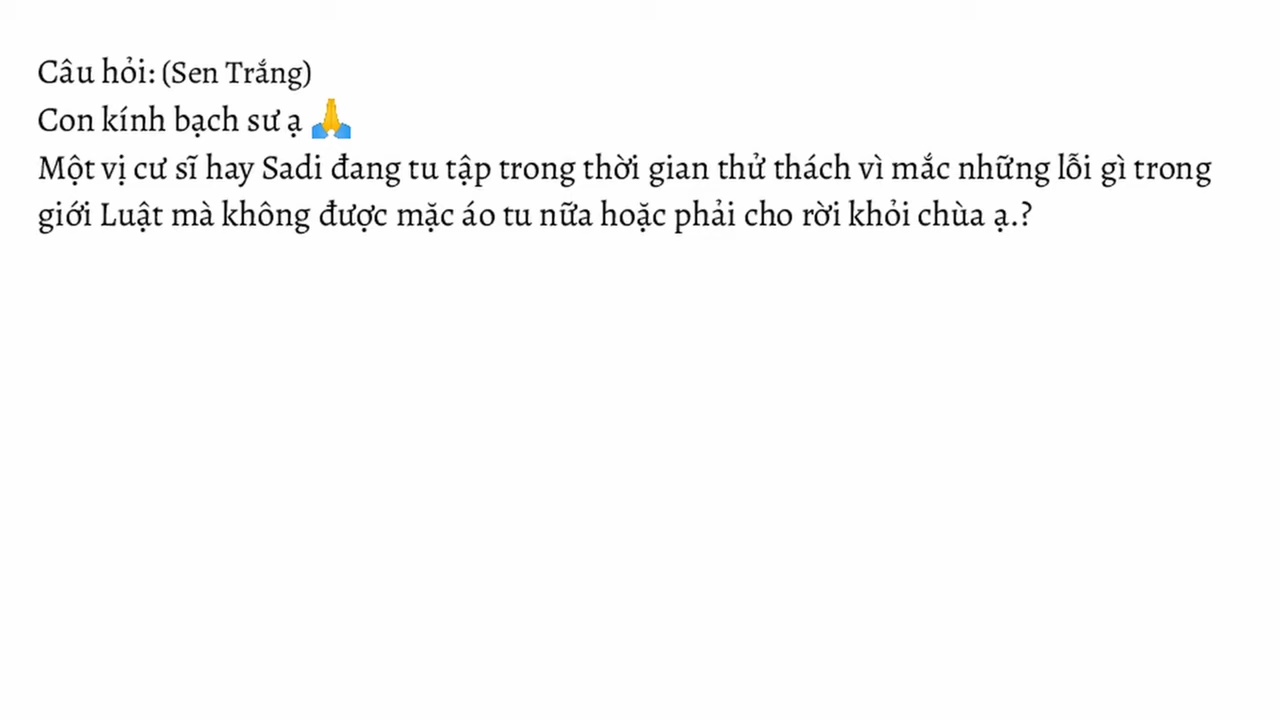 Câu hỏi: (Sen Trắng)
Con kính bạch sư ạ 🙏
Một vị cư sĩ hay Sadi đang tu tập trong thời gian thử thách vì mắc những lỗi gì trong
giới Luật mà không được mặc áo tu nữa hoặc phải cho rời khỏi chùa ạ.?